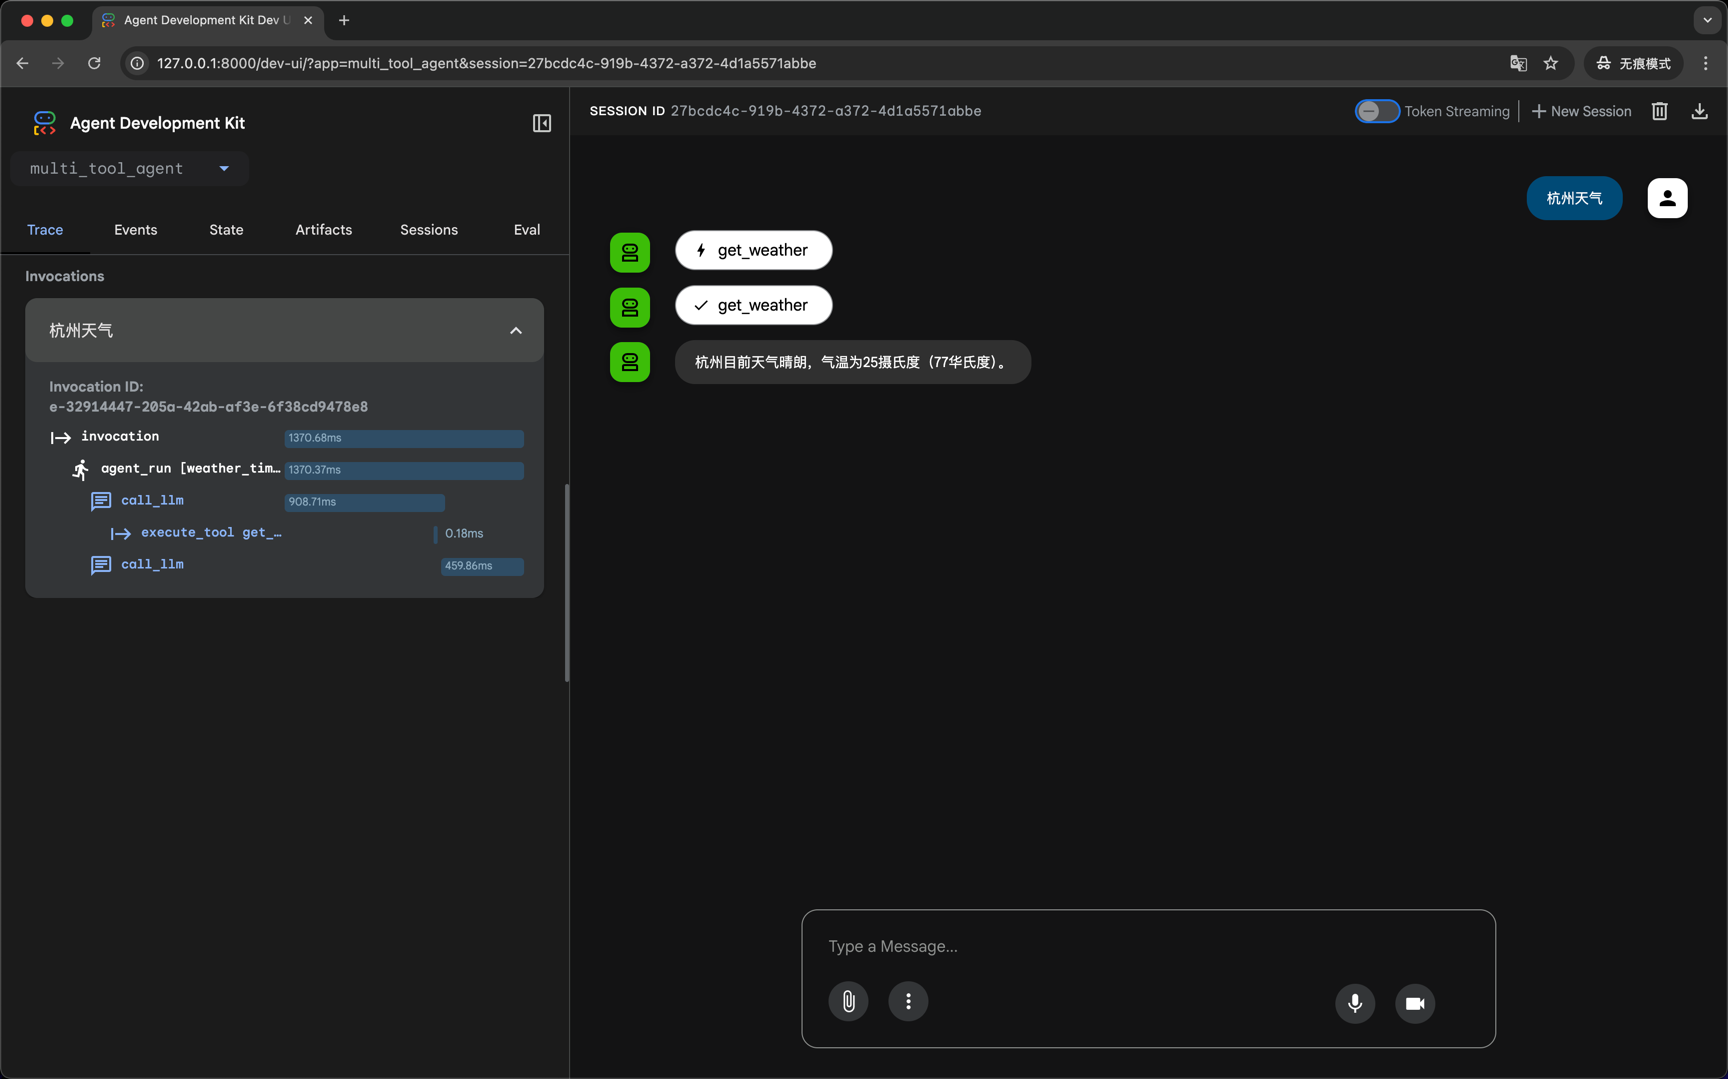 Agent Development Kit Dev U
127.0.0.1:8000/dev-ui/?app=multi_tool_agent&session=27bcdc4c-919b-4372-a372-4d1a5571abbe
无痕模式
Agent Development Kit
multi_tool_agent
Trace
Events
State
Artifacts
Sessions
Eval
Invocations
杭州天气
Invocation ID:
e-32914447-205a-42ab-af3e-6f38cd9478e8
invocation 1370.68ms
agent_run [weather_tim… 1370.37ms
call_llm 908.71ms
execute_tool get_… 0.18ms
call_llm 459.86ms
SESSION ID 27bcdc4c-919b-4372-a372-4d1a5571abbe
Token Streaming
New Session
杭州天气
get_weather
get_weather
杭州目前天气晴朗，气温为25摄氏度（77华氏度）。
Type a Message...